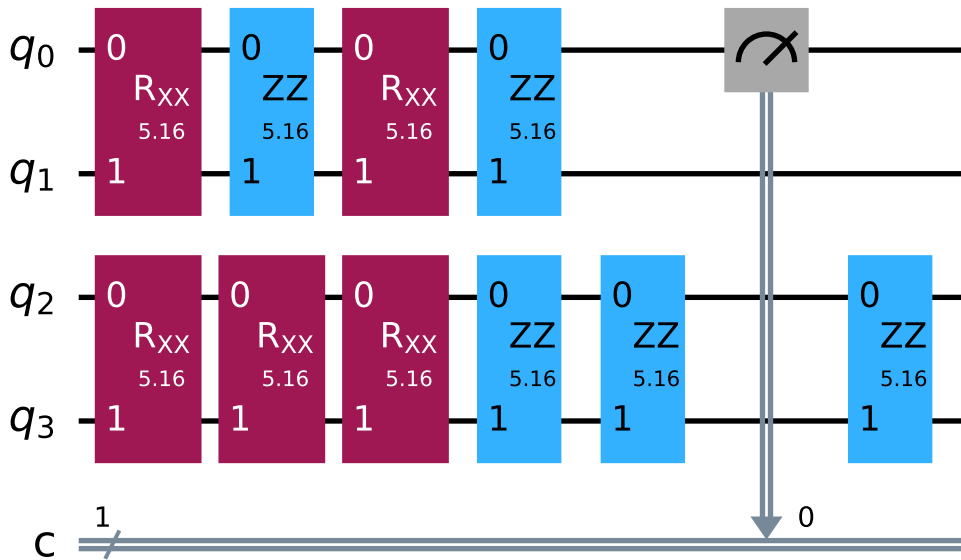 q0 0 0 0 0
RXX ZZ RXX ZZ
5.16 5.16 5.16 5.16
q1 1 1 1 1
q2 0 0 0 0 0 0
RXX RXX RXX ZZ ZZ ZZ
5.16 5.16 5.16 5.16 5.16 5.16
q3 1 1 1 1 1 1
1 0
c